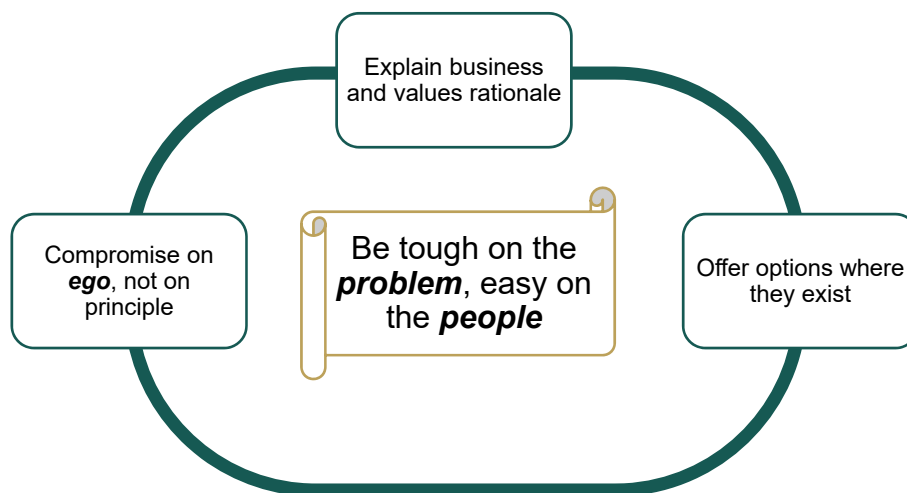 Explain business
and values rationale
Compromise on
ego, not on
principle
Be tough on the
problem, easy on
the people
Offer options where
they exist